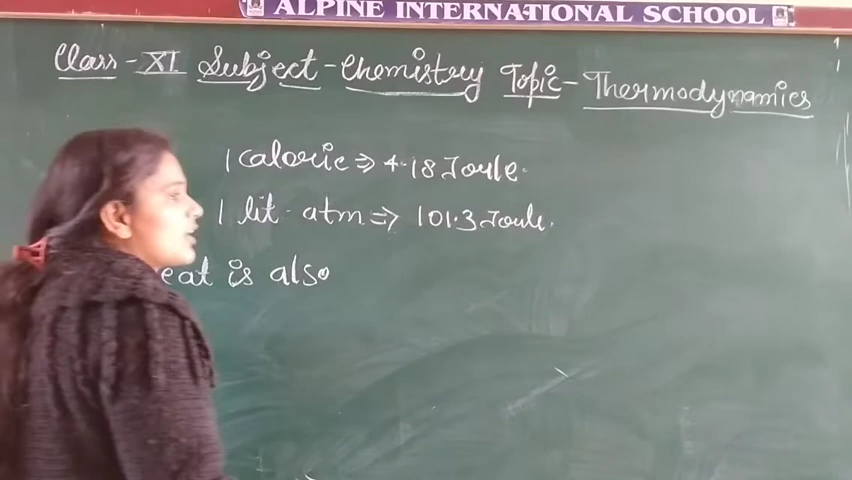 ALPINE INTERNATIONAL SCHOOL
Class - XI Subject - Chemistry Topic - Thermodynamics
1 calorie => 4.18 Joule.
1 lit. atm => 101.3 Joule.
eat is also